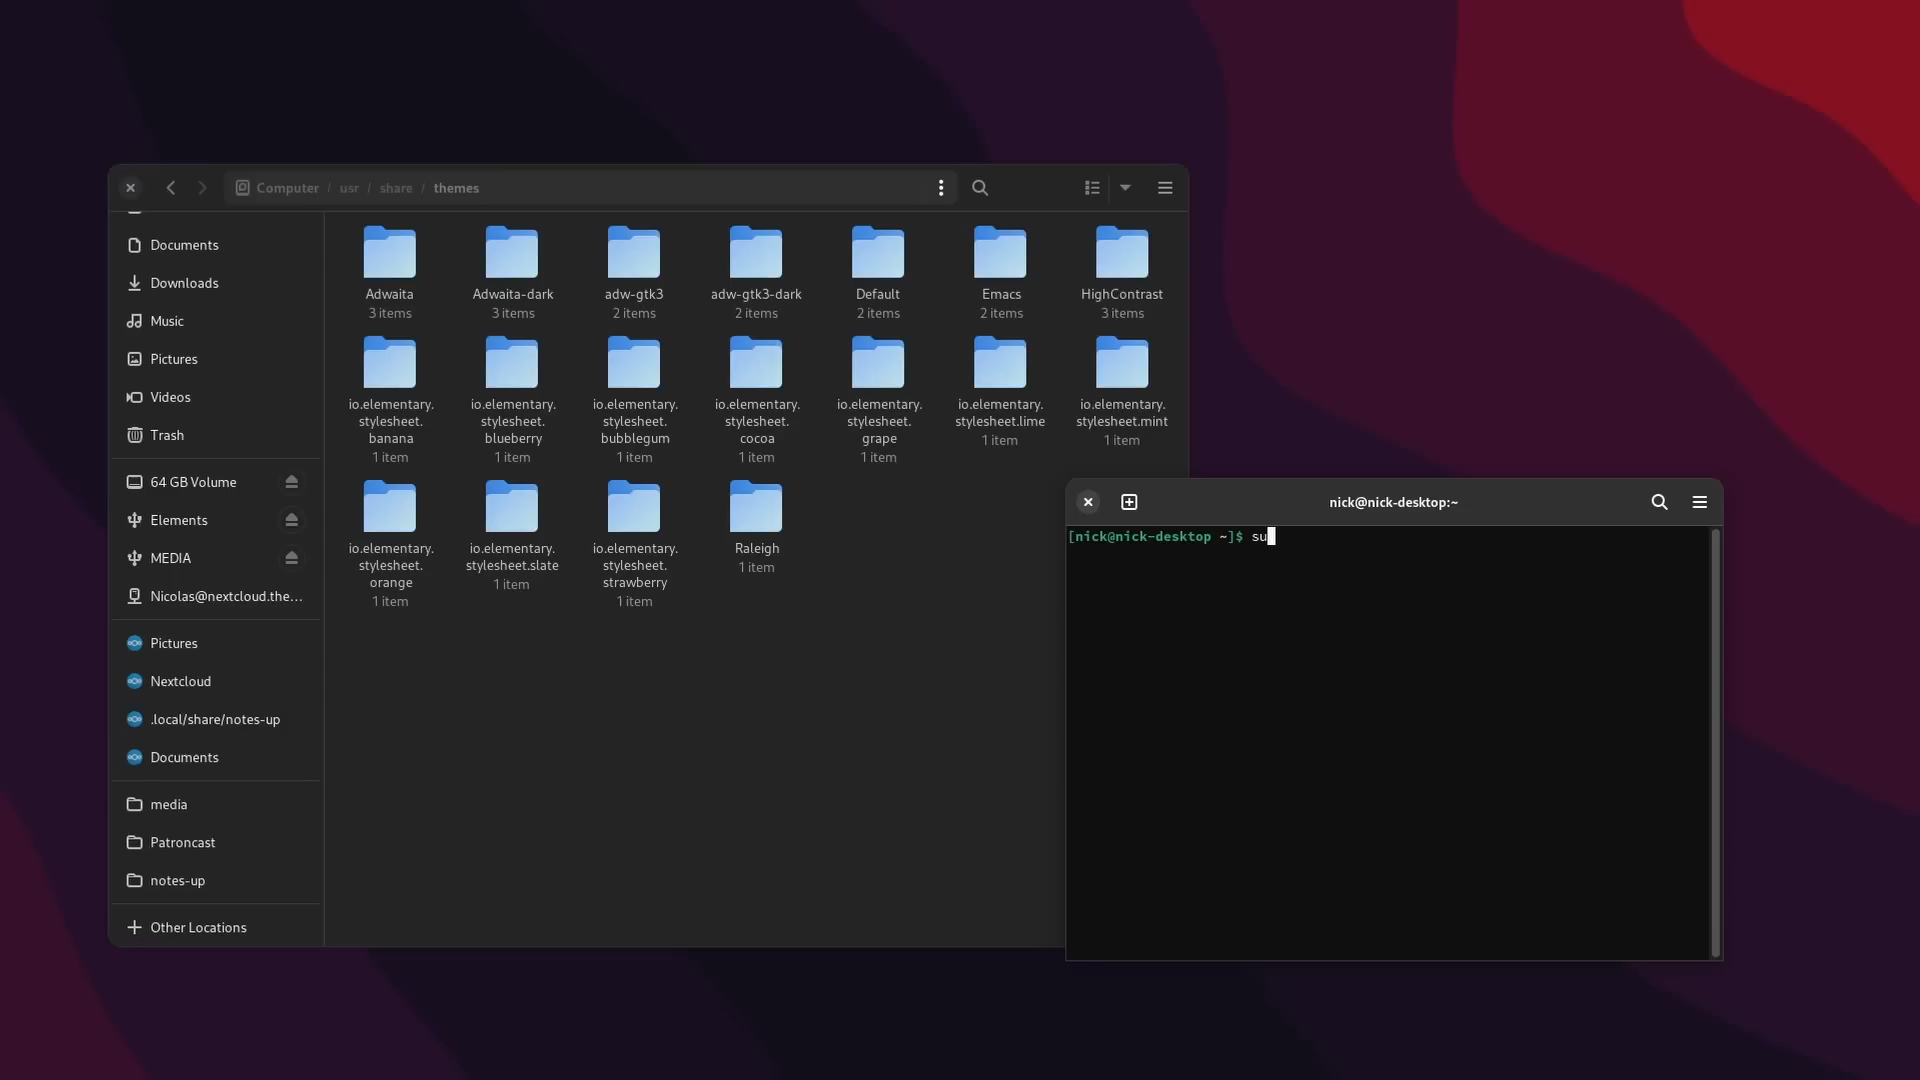 Computer / usr / share / themes
Documents
Downloads
Music
Pictures
Videos
Trash
64 GB Volume
Elements
MEDIA
Nicolas@nextcloud.the...
Pictures
Nextcloud
.local/share/notes-up
Documents
media
Patroncast
notes-up
Other Locations
Adwaita
3 items
Adwaita-dark
3 items
adw-gtk3
2 items
adw-gtk3-dark
2 items
Default
2 items
Emacs
2 items
HighContrast
3 items
io.elementary.
stylesheet.
banana
1 item
io.elementary.
stylesheet.
blueberry
1 item
io.elementary.
stylesheet.
bubblegum
1 item
io.elementary.
stylesheet.
cocoa
1 item
io.elementary.
stylesheet.
grape
1 item
io.elementary.
stylesheet.lime
1 item
io.elementary.
stylesheet.mint
1 item
io.elementary.
stylesheet.
orange
1 item
io.elementary.
stylesheet.slate
1 item
io.elementary.
stylesheet.
strawberry
1 item
Raleigh
1 item
nick@nick-desktop:~
[nick@nick-desktop ~]$ su